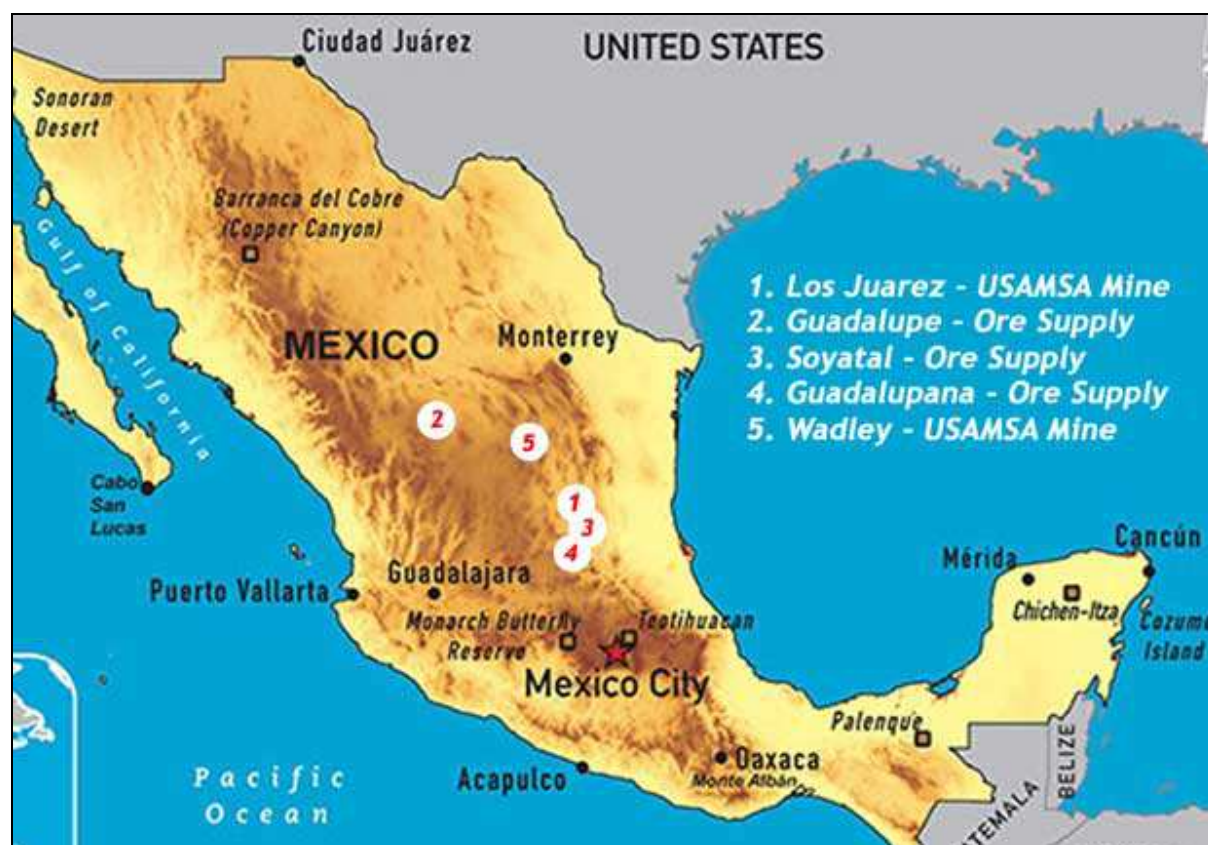 Ciudad Juárez
UNITED STATES
Sonoran
Desert
Barranca del Cobre
(Copper Canyon)
Gulf of California
MEXICO
Monterrey
1. Los Juarez - USAMSA Mine
2. Guadalupe - Ore Supply
3. Soyatal - Ore Supply
4. Guadalupana - Ore Supply
5. Wadley - USAMSA Mine
2
5
1
3
4
Cabo
San
Lucas
Puerto Vallarta
Guadalajara
Monarch Butterfly
Reserve
Teotihuacan
Mexico City
Mérida
Cancún
Chichen-Itza
Island
Palenque
BELIZE
Oaxaca
Monte Albán
Acapulco
Pacific
Ocean